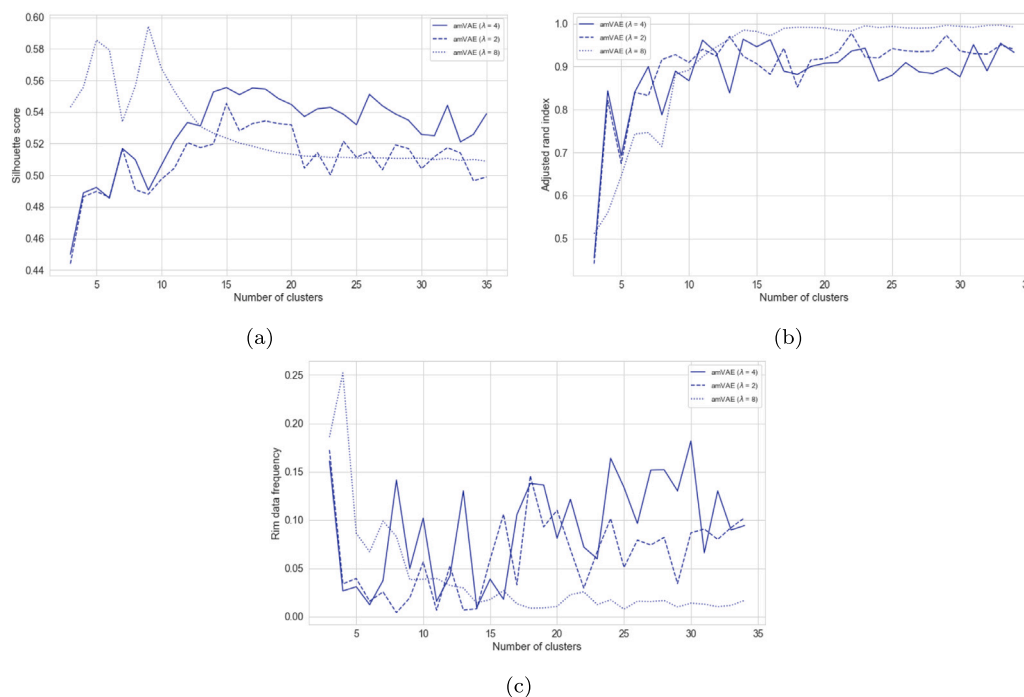 0.60
0.58
0.56
0.54
0.52
0.50
0.48
0.46
0.44
Silhouette score
amVAE (λ = 4)
amVAE (λ = 2)
amVAE (λ = 8)
5 10 15 20 25 30 35
Number of clusters
(a)
1.0
0.9
0.8
0.7
0.6
0.5
Adjusted rand index
amVAE (λ = 4)
amVAE (λ = 2)
amVAE (λ = 8)
5 10 15 20 25 30
Number of clusters
(b)
0.25
0.20
0.15
0.10
0.05
0.00
Rim data frequency
amVAE (λ = 4)
amVAE (λ = 2)
amVAE (λ = 8)
5 10 15 20 25 30 35
Number of clusters
(c)